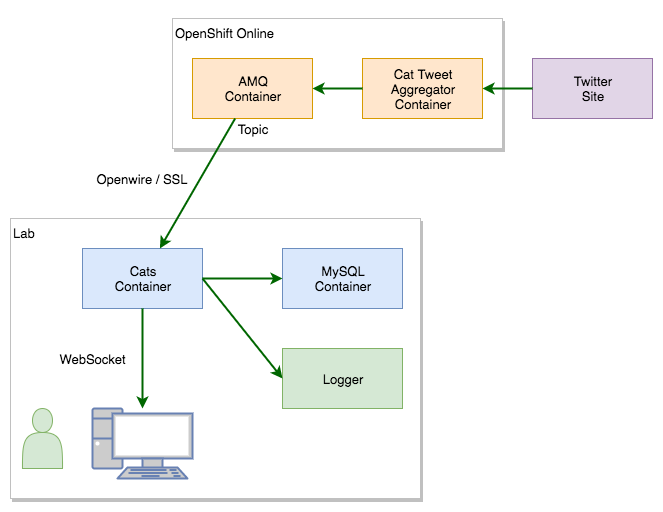 OpenShift Online
AMQ
Container
Cat Tweet
Aggregator
Container
Twitter
Site
Topic
Openwire / SSL
Lab
Cats
Container
MySQL
Container
WebSocket
Logger